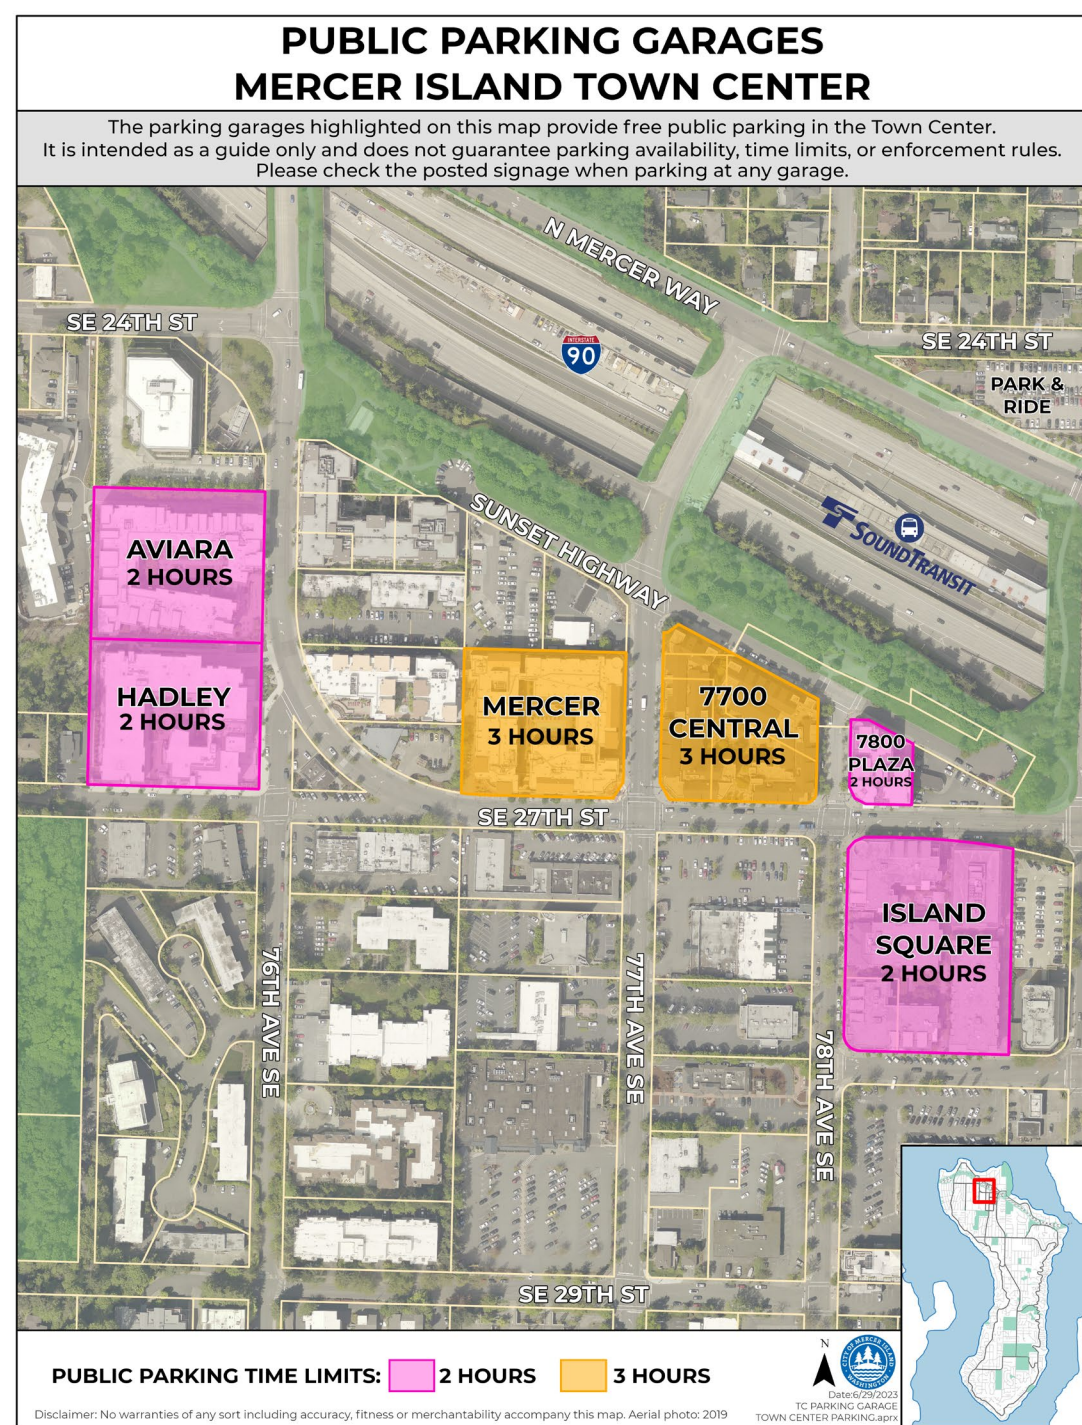 PUBLIC PARKING GARAGES
MERCER ISLAND TOWN CENTER
The parking garages highlighted on this map provide free public parking in the Town Center.
It is intended as a guide only and does not guarantee parking availability, time limits, or enforcement rules.
Please check the posted signage when parking at any garage.
N MERCER WAY
SE 24TH ST
SE 24TH ST
INTERSTATE
90
PARK &
RIDE
SUNSET HIGHWAY
SOUNDTRANSIT
AVIARA
2 HOURS
HADLEY
2 HOURS
MERCER
3 HOURS
7700
CENTRAL
3 HOURS
7800
PLAZA
2 HOURS
SE 27TH ST
ISLAND
SQUARE
2 HOURS
76TH AVE SE
77TH AVE SE
78TH AVE SE
SE 29TH ST
PUBLIC PARKING TIME LIMITS:
2 HOURS
3 HOURS
N
CITY OF MERCER ISLAND
WASHINGTON
Date:6/29/2023
TC PARKING GARAGE
TOWN CENTER PARKING.aprx
Disclaimer: No warranties of any sort including accuracy, fitness or merchantability accompany this map. Aerial photo: 2019